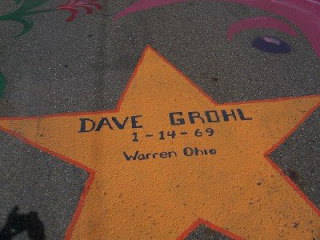 DAVE GROHL
1-14-69
Warren Ohio